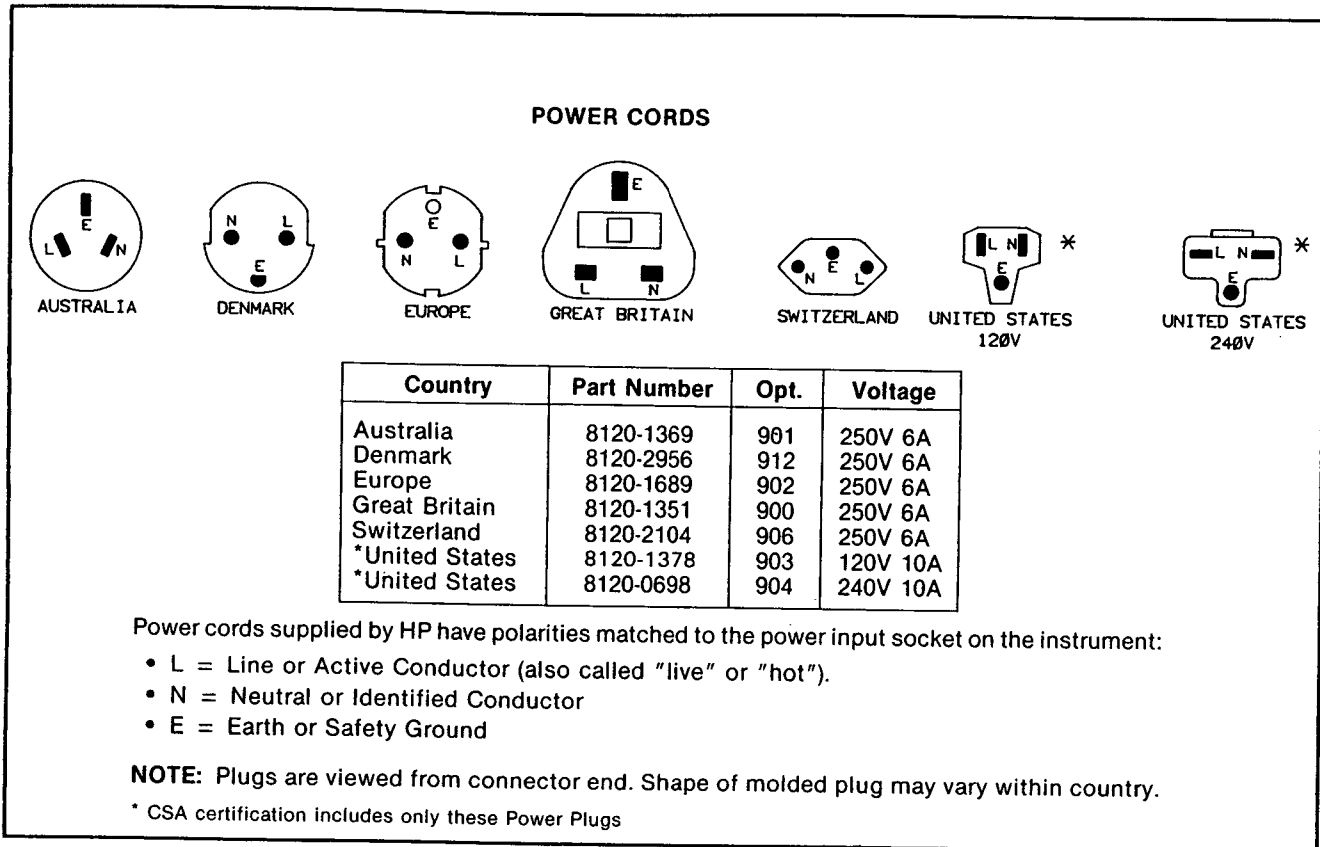 POWER CORDS
E
L N
AUSTRALIA
N L
E
DENMARK
E
N L
EUROPE
E
L N
GREAT BRITAIN
N E L
SWITZERLAND
L N *
E
UNITED STATES
120V
L N *
E
UNITED STATES
240V
Country Part Number Opt. Voltage
Australia 8120-1369 901 250V 6A
Denmark 8120-2956 912 250V 6A
Europe 8120-1689 902 250V 6A
Great Britain 8120-1351 900 250V 6A
Switzerland 8120-2104 906 250V 6A
*United States 8120-1378 903 120V 10A
*United States 8120-0698 904 240V 10A
Power cords supplied by HP have polarities matched to the power input socket on the instrument:
• L = Line or Active Conductor (also called "live" or "hot").
• N = Neutral or Identified Conductor
• E = Earth or Safety Ground
NOTE: Plugs are viewed from connector end. Shape of molded plug may vary within country.
* CSA certification includes only these Power Plugs